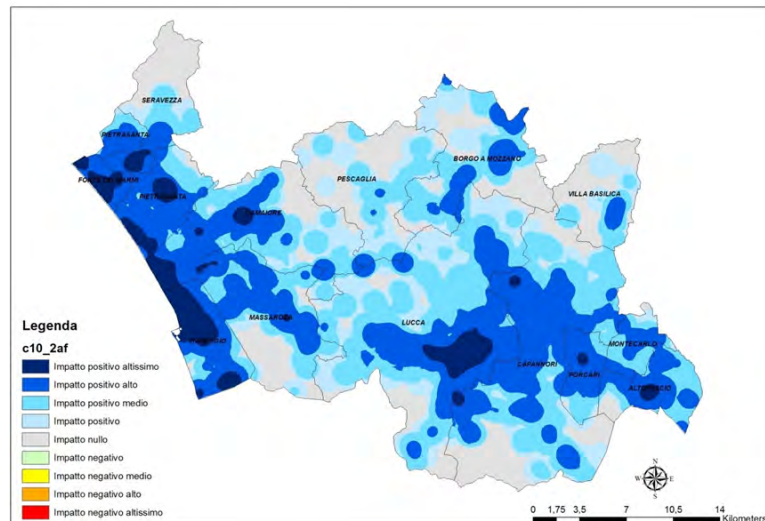 SERAVEZZA
PIETRASANTA
FORTE DEI MARMI
PIETRASANTA
CAMAIORE
PESCAGLIA
BORGO A MOZZANO
VILLA BASILICA
MASSAROSA
LUCCA
CAPANNORI
PORCARI
MONTECARLO
ALTOPASCIO
Legenda
c10_2af
Impatto positivo altissimo
Impatto positivo alto
Impatto positivo medio
Impatto positivo
Impatto nullo
Impatto negativo
Impatto negativo medio
Impatto negativo alto
Impatto negativo altissimo
N
W E
S
0 1,75 3,5 7 10,5 14
Kilometers